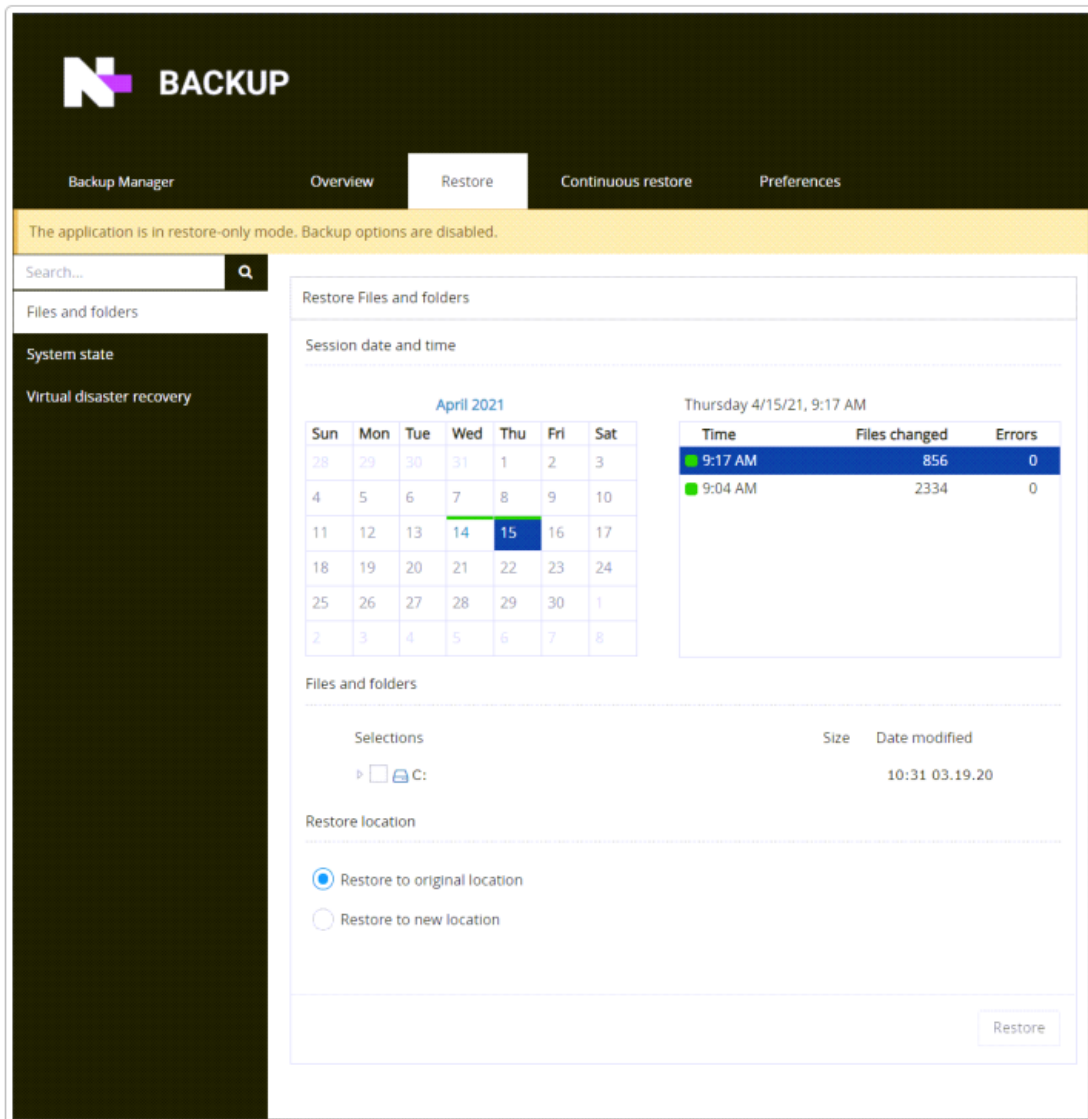 N BACKUP
Backup Manager Overview Restore Continuous restore Preferences
The application is in restore-only mode. Backup options are disabled.
Search...
Files and folders
System state
Virtual disaster recovery
Restore Files and folders
Session date and time
April 2021
Sun Mon Tue Wed Thu Fri Sat
28 29 30 31 1 2 3
4 5 6 7 8 9 10
11 12 13 14 15 16 17
18 19 20 21 22 23 24
25 26 27 28 29 30 1
2 3 4 5 6 7 8
Thursday 4/15/21, 9:17 AM
Time Files changed Errors
9:17 AM 856 0
9:04 AM 2334 0
Files and folders
Selections Size Date modified
C: 10:31 03.19.20
Restore location
Restore to original location
Restore to new location
Restore